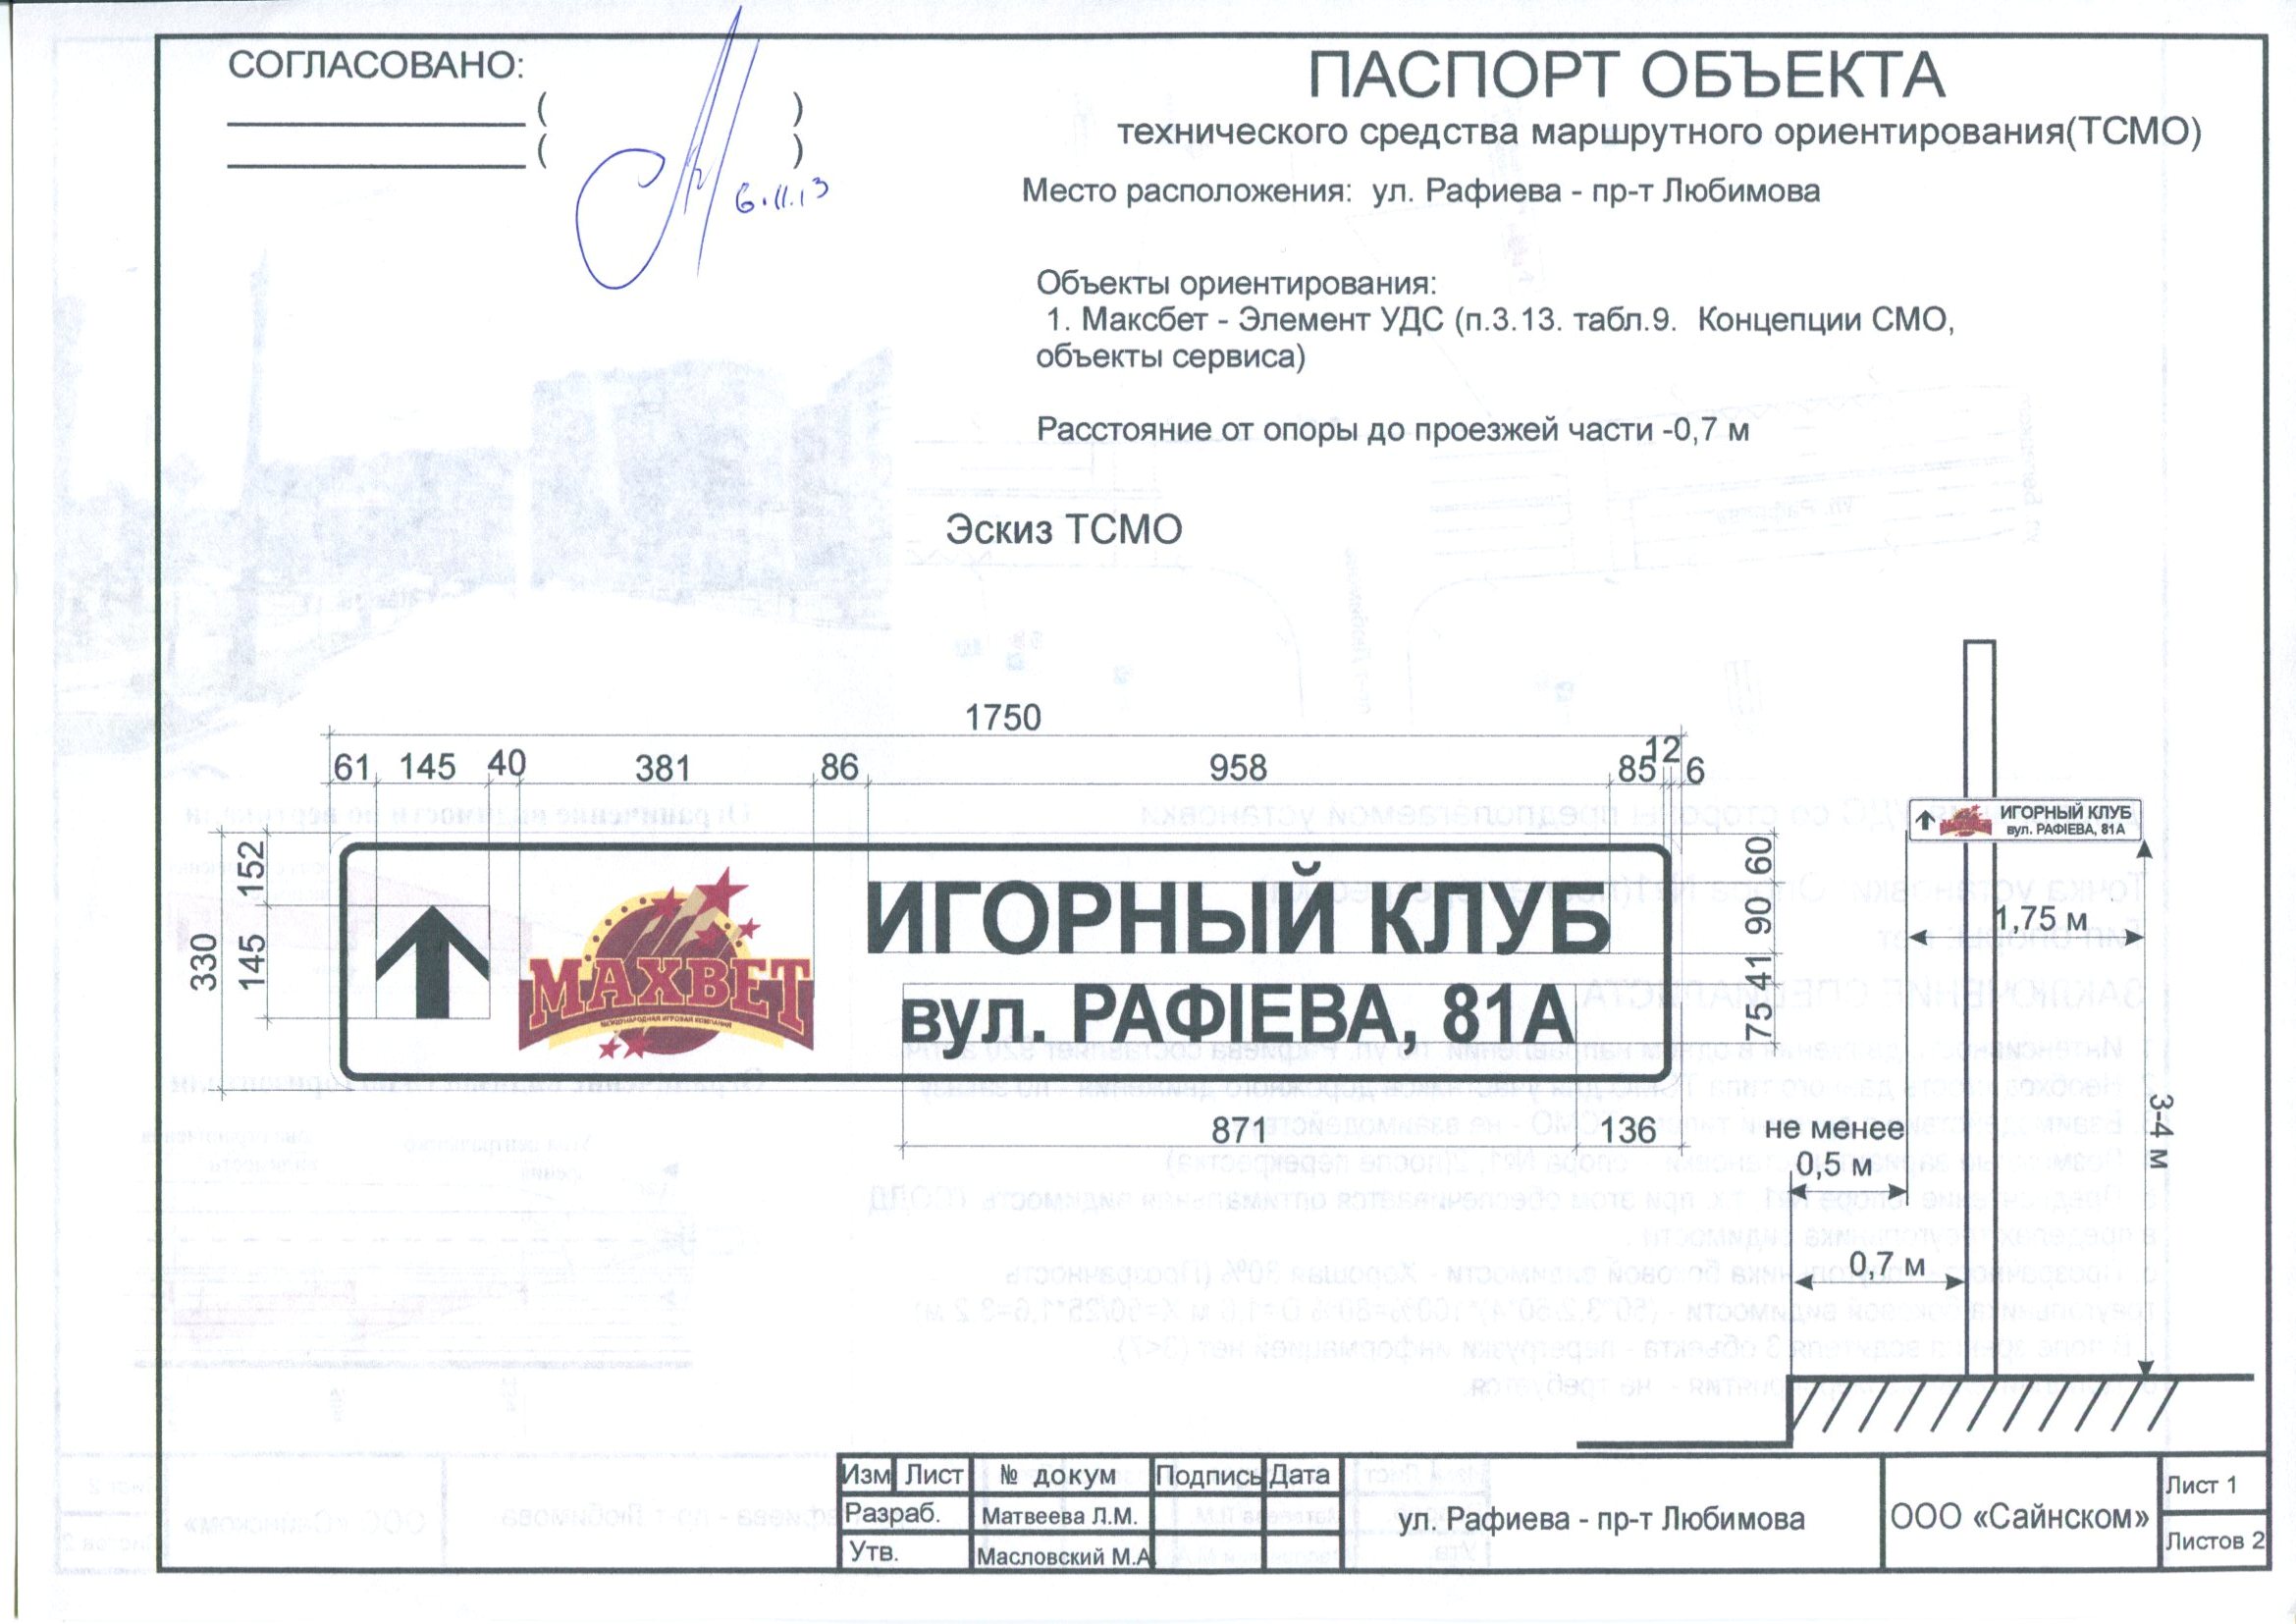 СОГЛАСОВАНО:
( )
( )
6.11.13
ПАСПОРТ ОБЪЕКТА
технического средства маршрутного ориентирования(ТСМО)
Место расположения: ул. Рафиева - пр-т Любимова
Объекты ориентирования:
1. Максбет - Элемент УДС (п.3.13. табл.9. Концепции СМО,
объекты сервиса)
Расстояние от опоры до проезжей части -0,7 м
Эскиз ТСМО
1750
61 145 40 381 86 958 85 12 6
330
152
145
MAXBET
МЕЖДУНАРОДНАЯ ИГРОВАЯ КОМПАНИЯ
ИГОРНЫЙ КЛУБ
вул. РАФІЕВА, 81А
60
90
41
75
871 136
ИГОРНЫЙ КЛУБ
вул. РАФІЕВА, 81А
1,75 м
3-4 м
не менее
0,5 м
0,7 м
Изм Лист № докум Подпись Дата
Разраб. Матвеева Л.М.
Утв. Масловский М.А
ул. Рафиева - пр-т Любимова
ООО «Сайнском»
Лист 1
Листов 2